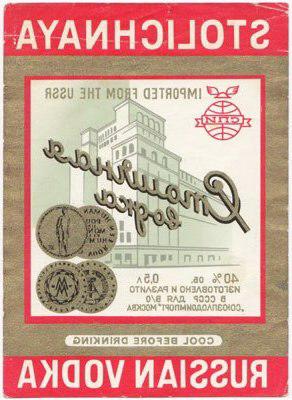 STOLICHNAYA
IMPORTED FROM THE USSR
Столичная
водка
40% об. 0,5 л
ИЗГОТОВЛЕНО И РАЗЛИТО
В СССР ДЛЯ В/О
"СОЮЗПЛОДИМПОРТ" МОСКВА
COOL BEFORE DRINKING
RUSSIAN VODKA